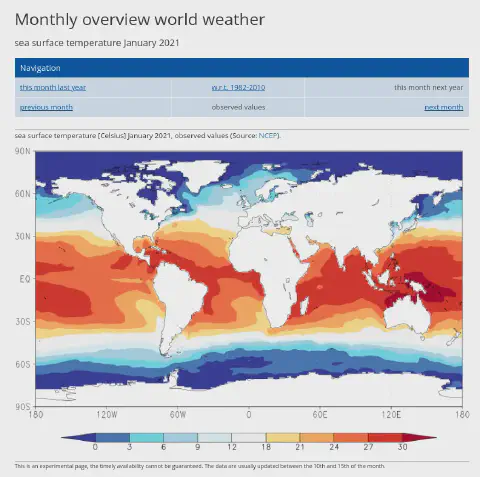 Monthly overview world weather
sea surface temperature January 2021
Navigation
this month last year w.r.t. 1982-2010 this month next year
previous month observed values next month
sea surface temperature [Celsius] January 2021, observed values (Source: NCEP).
90N
60N
30N
EQ
30S
60S
90S
180 120W 60W 0 60E 120E 180
0 3 6 9 12 18 21 24 27 30
This is an experimental page, the timely availability cannot be guaranteed. The data are usually updated between the 10th and 15th of the month.